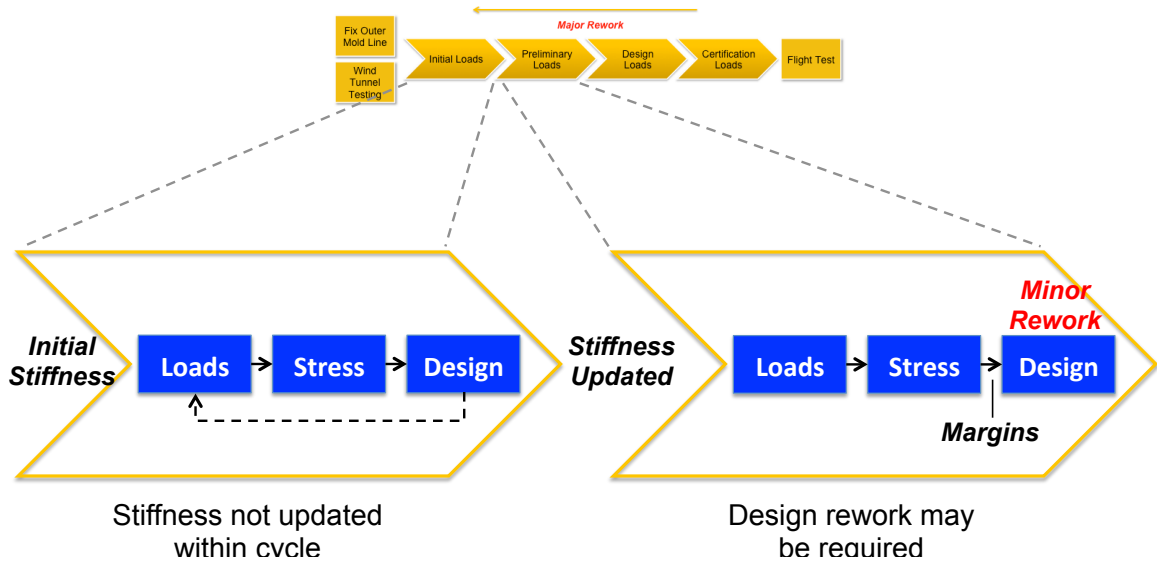 Major Rework
Fix Outer
Mold Line
Wind
Tunnel
Testing
Initial Loads
Preliminary
Loads
Design
Loads
Certification
Loads
Flight Test
Initial
Stiffness
Loads
Stress
Design
Stiffness not updated
within cycle
Stiffness
Updated
Loads
Stress
Minor
Rework
Design
Margins
Design rework may
be required